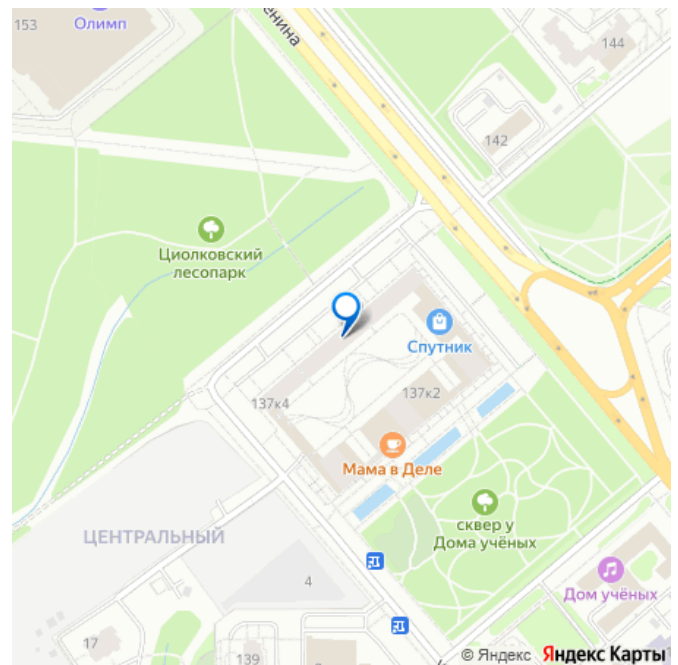 153
Олимп
енина
144
142
Циолковский
лесопарк
Спутник
137к4
137к2
Мама в Деле
сквер у
Дома учёных
ЦЕНТРАЛЬНЫЙ
4
Дом учёных
17
139
© Яндекс Яндекс Карты